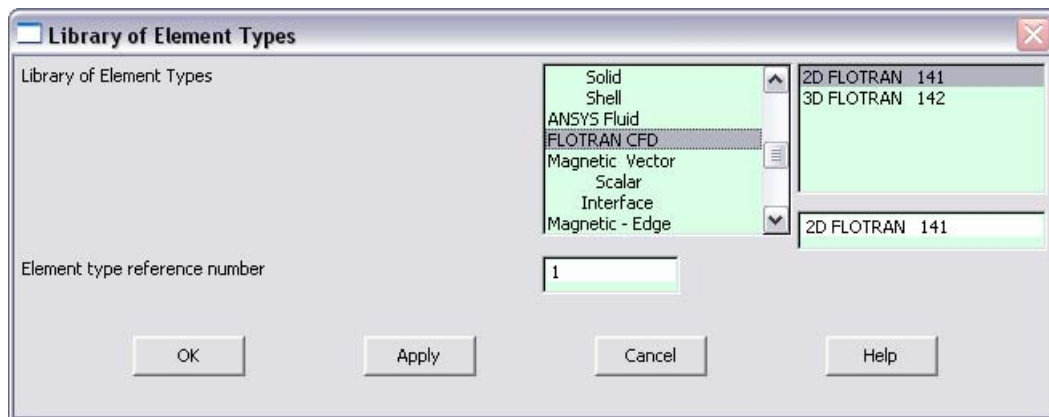 Library of Element Types
Library of Element Types
Solid
Shell
ANSYS Fluid
FLOTRAN CFD
Magnetic Vector
Scalar
Interface
Magnetic - Edge
2D FLOTRAN 141
3D FLOTRAN 142
2D FLOTRAN 141
Element type reference number
1
OK
Apply
Cancel
Help